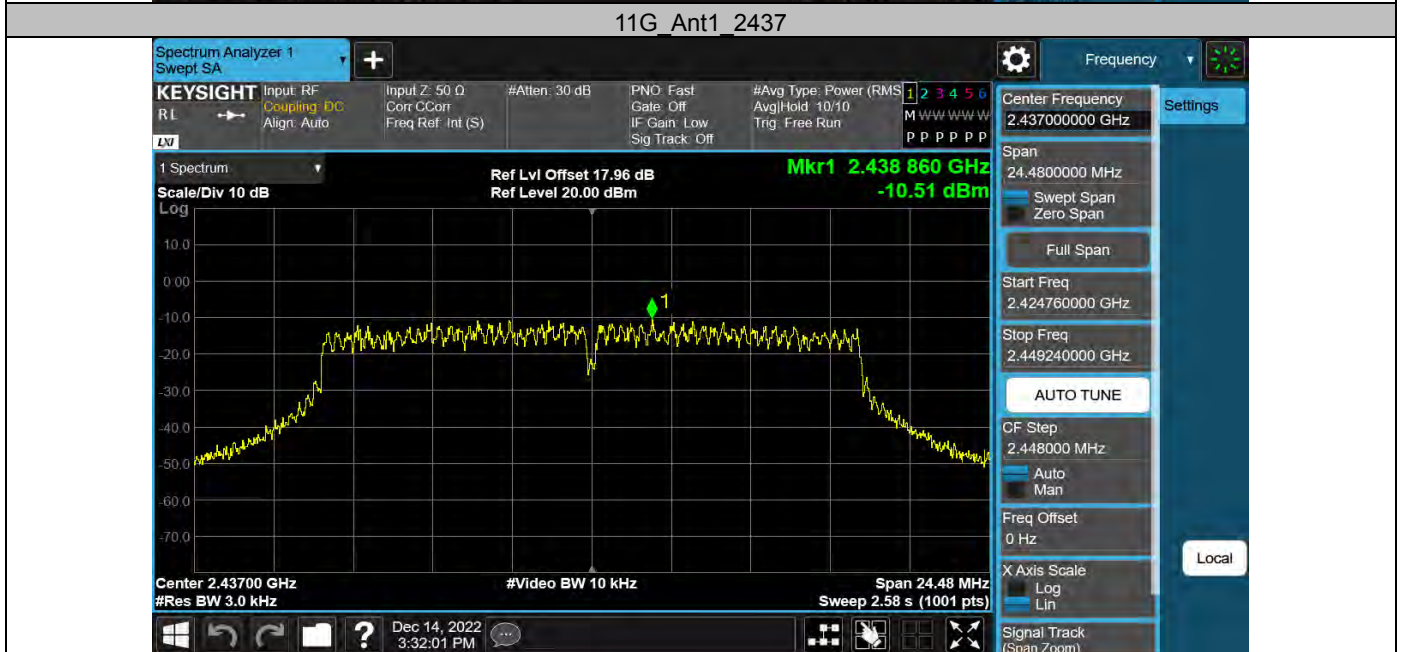 11G_Ant1_2437
Spectrum Analyzer 1
Swept SA
Frequency
KEYSIGHT
RL
LXI
Input: RF
Coupling: DC
Align: Auto
Input Z: 50 Ω
Corr CCorr
Freq Ref: Int (S)
#Atten: 30 dB
PNO: Fast
Gate: Off
IF Gain: Low
Sig Track: Off
#Avg Type: Power (RMS
Avg|Hold: 10/10
Trig: Free Run
1 2 3 4 5 6
M W W W W W
P P P P P P
1 Spectrum
Scale/Div 10 dB
Log
Ref Lvl Offset 17.96 dB
Ref Level 20.00 dBm
Mkr1 2.438 860 GHz
-10.51 dBm
10.0
0.00
-10.0
-20.0
-30.0
-40.0
-50.0
-60.0
-70.0
1
Center 2.43700 GHz
#Res BW 3.0 kHz
#Video BW 10 kHz
Span 24.48 MHz
Sweep 2.58 s (1001 pts)
Dec 14, 2022
3:32:01 PM
Center Frequency
2.437000000 GHz
Settings
Span
24.4800000 MHz
Swept Span
Zero Span
Full Span
Start Freq
2.424760000 GHz
Stop Freq
2.449240000 GHz
AUTO TUNE
CF Step
2.448000 MHz
Auto
Man
Freq Offset
0 Hz
X Axis Scale
Log
Lin
Local
Signal Track
(Span Zoom)